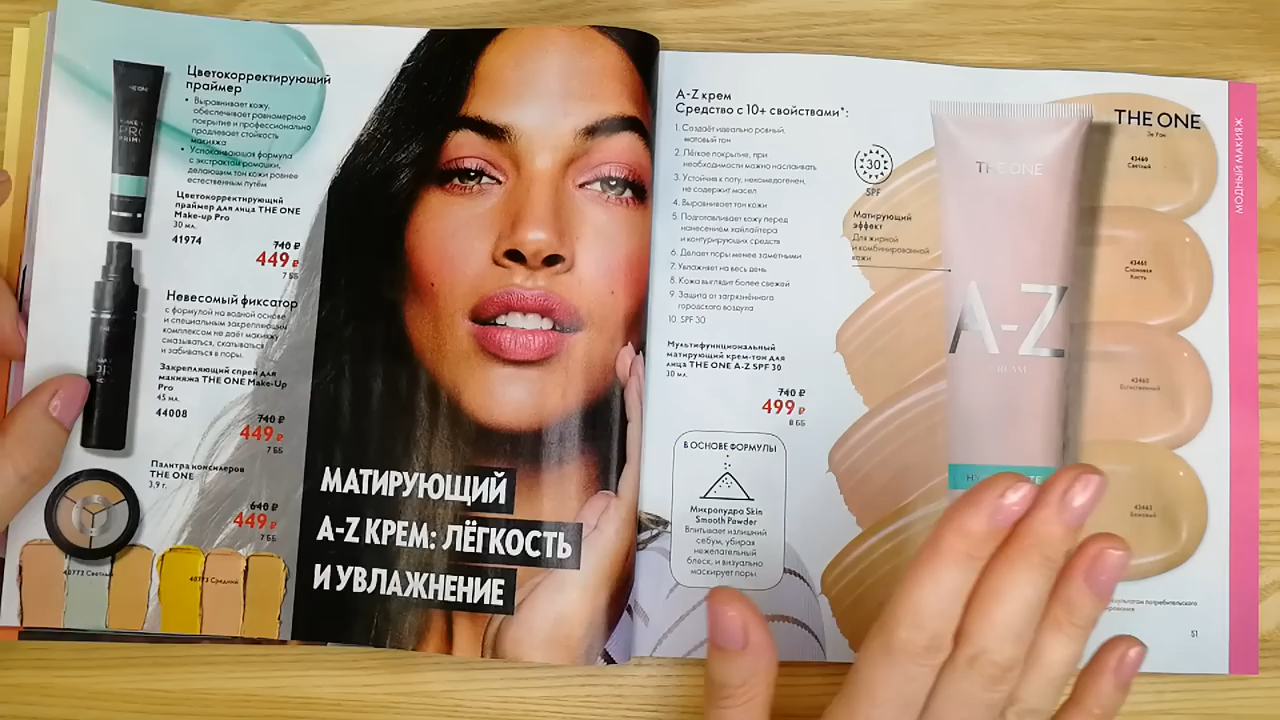 Цветокорректирующий
праймер
• Выравнивает кожу,
обеспечивает равномерное
покрытие и профессионально
продлевает стойкость
макияжа
• Успокаивающая формула
с экстрактом ромашки,
делающим тон кожи ровнее
естественным путём
Цветокорректирующий
праймер для лица THE ONE
Make-up Pro
30 мл.
41974
740 ₽
449 ₽
7 ББ
Невесомый фиксатор
с формулой на водной основе
и специальным закрепляющим
комплексом не даёт макияжу
смазываться, скатываться
и забиваться в поры.
Закрепляющий спрей для
макияжа THE ONE Make-Up
Pro
45 мл.
44008
740 ₽
449 ₽
7 ББ
Палитра консилеров
THE ONE
3,9 г.
640 ₽
449 ₽
7 ББ
40772 Светлый
40773 Средний
МАТИРУЮЩИЙ
A-Z КРЕМ: ЛЁГКОСТЬ
И УВЛАЖНЕНИЕ
A-Z крем
Средство с 10+ свойствами*:
1. Создаёт идеально ровный,
матовый тон
2. Лёгкое покрытие, при
необходимости можно наслаивать
3. Устойчив к поту, некомедогенен,
не содержит масел
4. Выравнивает тон кожи
5. Подготавливает кожу перед
нанесением хайлайтера
и контурирующих средств
6. Делает поры менее заметными
7. Увлажняет на весь день
8. Кожа выглядит более свежей
9. Защита от загрязнённого
городского воздуха
10. SPF 30
Мультифункциональный
матирующий крем-тон для
лица THE ONE A-Z SPF 30
30 мл.
740 ₽
499 ₽
8 ББ
В ОСНОВЕ ФОРМУЛЫ
Микропудра Skin
Smooth Powder
Впитывает излишний
себум, убирая
нежелательный
блеск, и визуально
маскирует поры.
30
SPF
Матирующий
эффект
Для жирной
и комбинированной
кожи
THE ONE
A-Z
CREAM
THE ONE
Зе Уан
43460
Светлый
43461
Слоновая
Кость
43462
Естественный
43463
Бежевый
МОДНЫЙ МАКИЯЖ
51